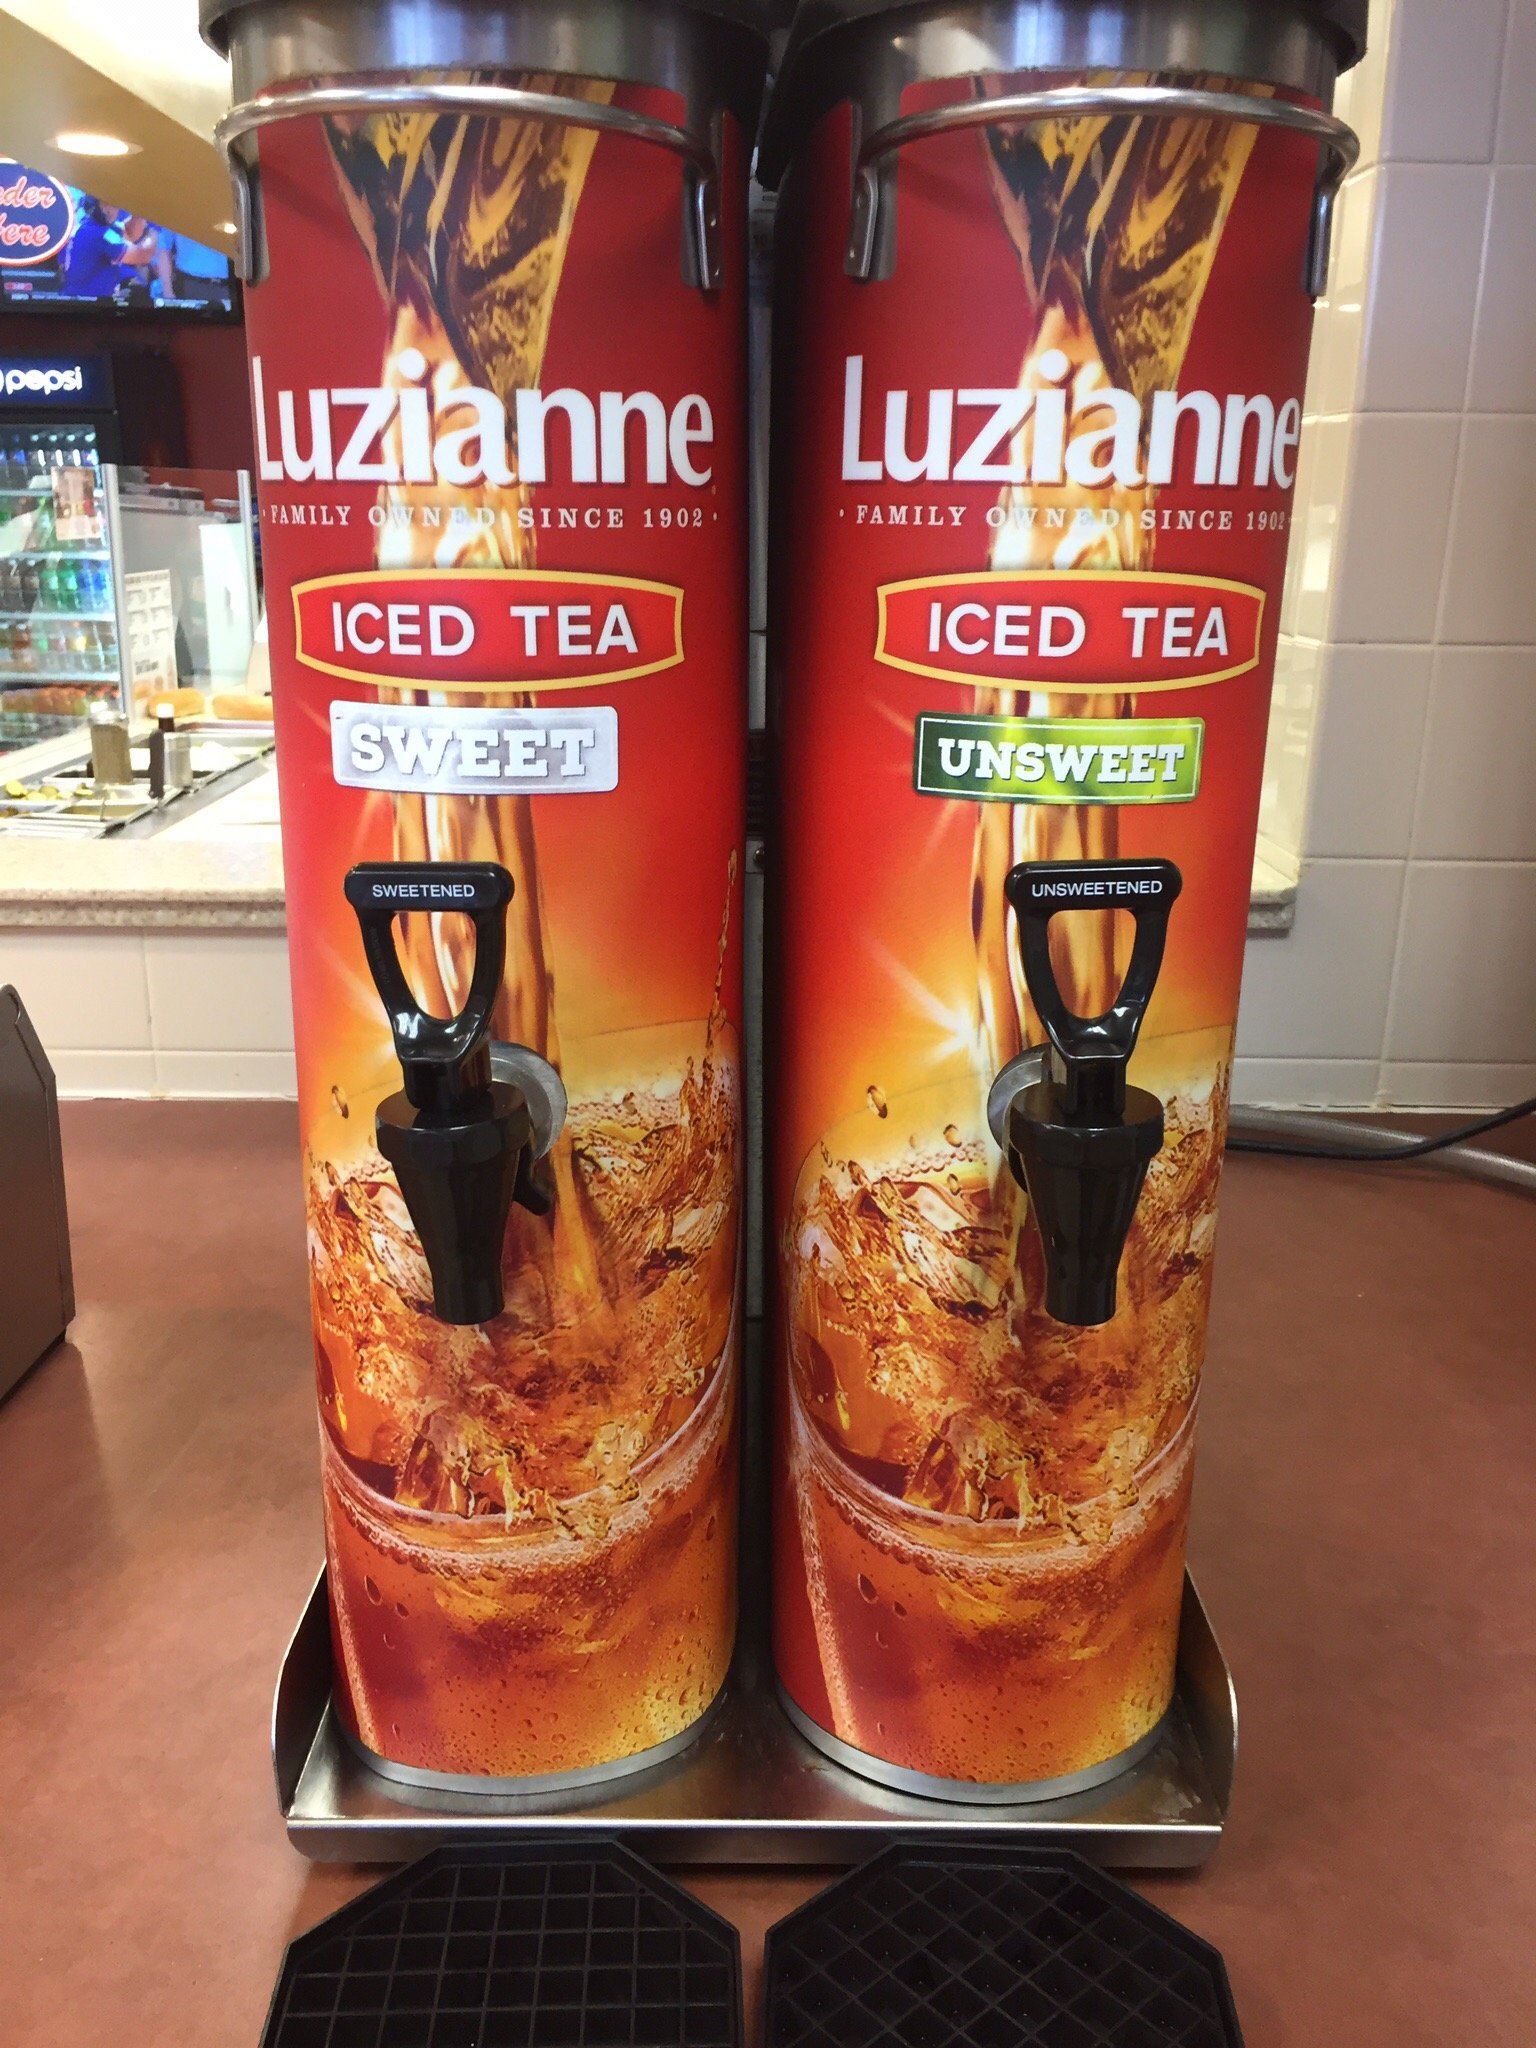 Luzianne
· FAMILY OWNED SINCE 1902 ·
ICED TEA
SWEET
SWEETENED
Luzianne
· FAMILY OWNED SINCE 1902 ·
ICED TEA
UNSWEET
UNSWEETENED
pepsi